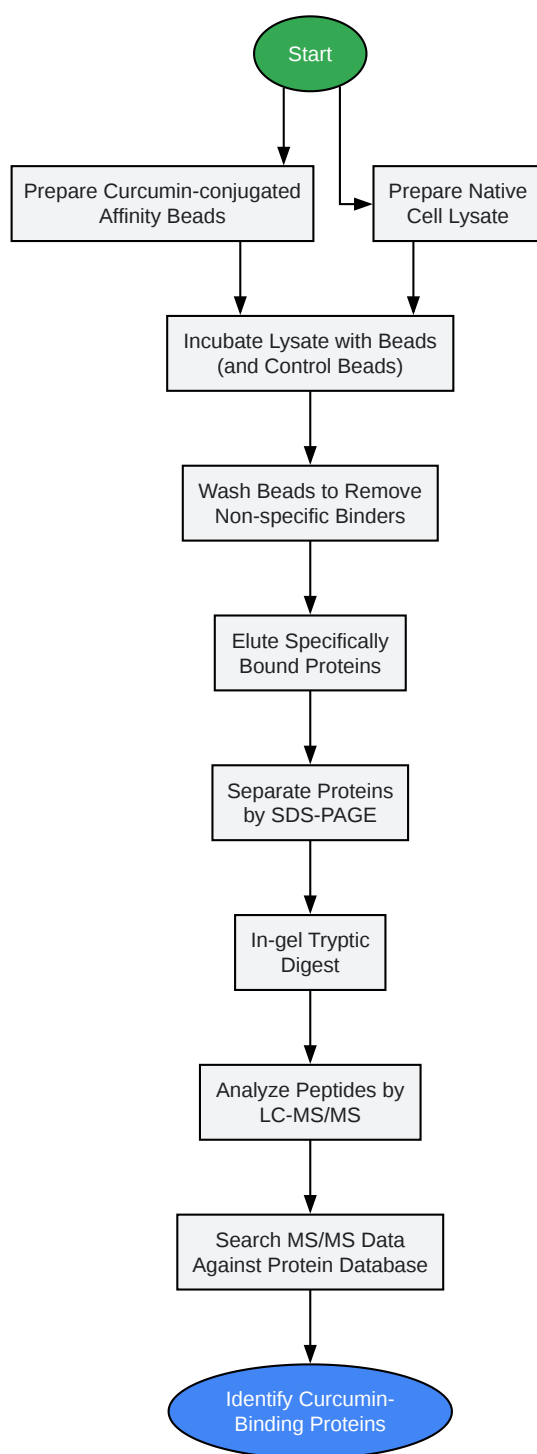 Start
Prepare Curcumin-conjugated
Affinity Beads
Prepare Native
Cell Lysate
Incubate Lysate with Beads
(and Control Beads)
Wash Beads to Remove
Non-specific Binders
Elute Specifically
Bound Proteins
Separate Proteins
by SDS-PAGE
In-gel Tryptic
Digest
Analyze Peptides by
LC-MS/MS
Search MS/MS Data
Against Protein Database
Identify Curcumin-
Binding Proteins